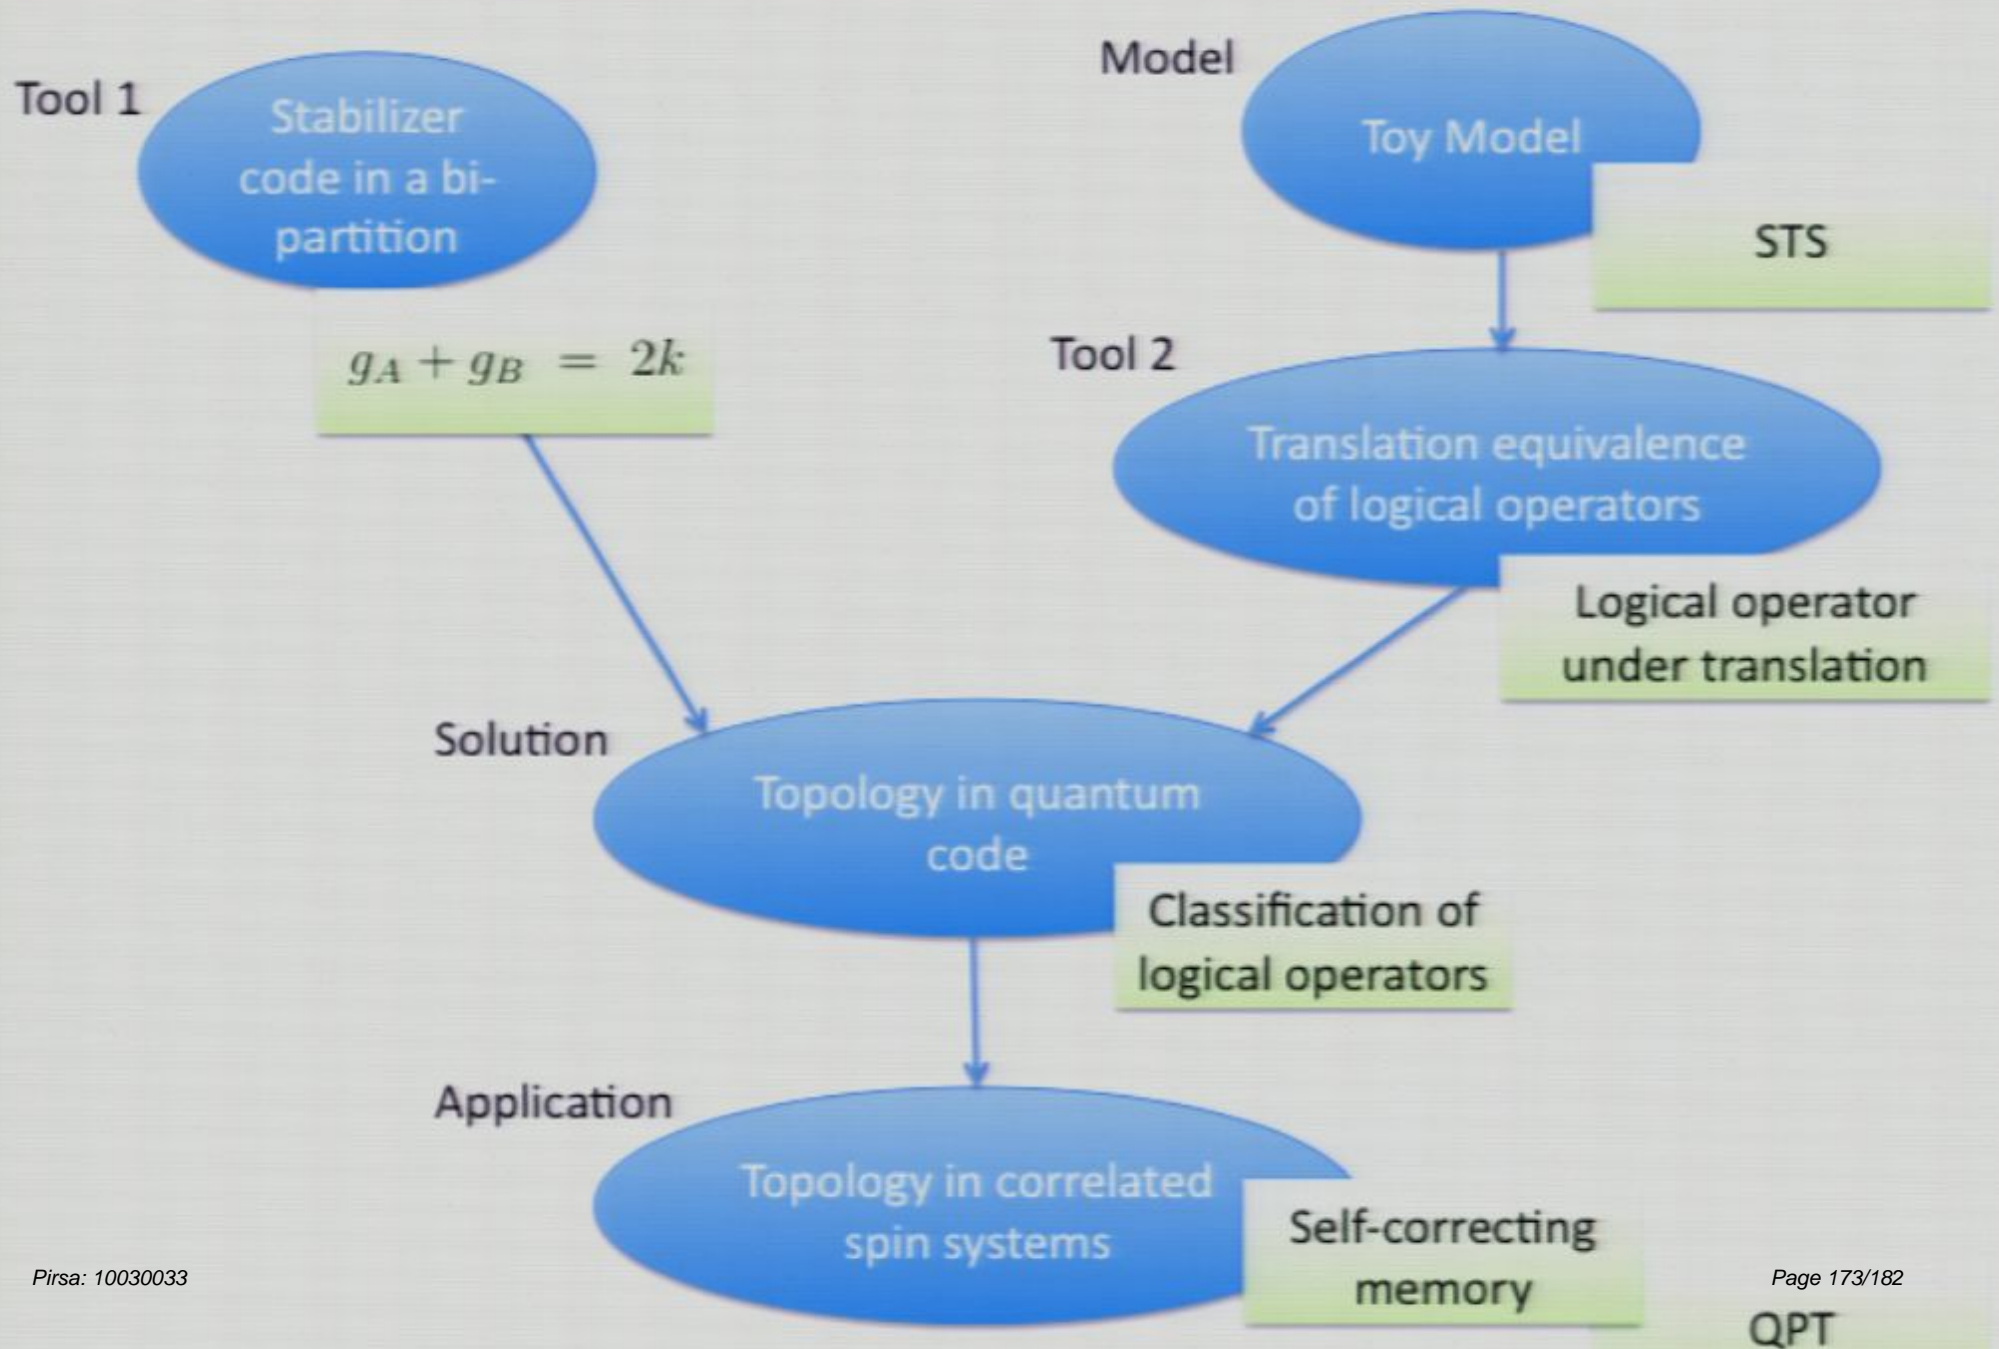 Tool 1
Stabilizer
code in a bi-
partition
g_A + g_B = 2k
Model
Toy Model
STS
Tool 2
Translation equivalence
of logical operators
Logical operator
under translation
Solution
Topology in quantum
code
Classification of
logical operators
Application
Topology in correlated
spin systems
Self-correcting
memory
QPT
Pirsa: 10030033
Page 173/182